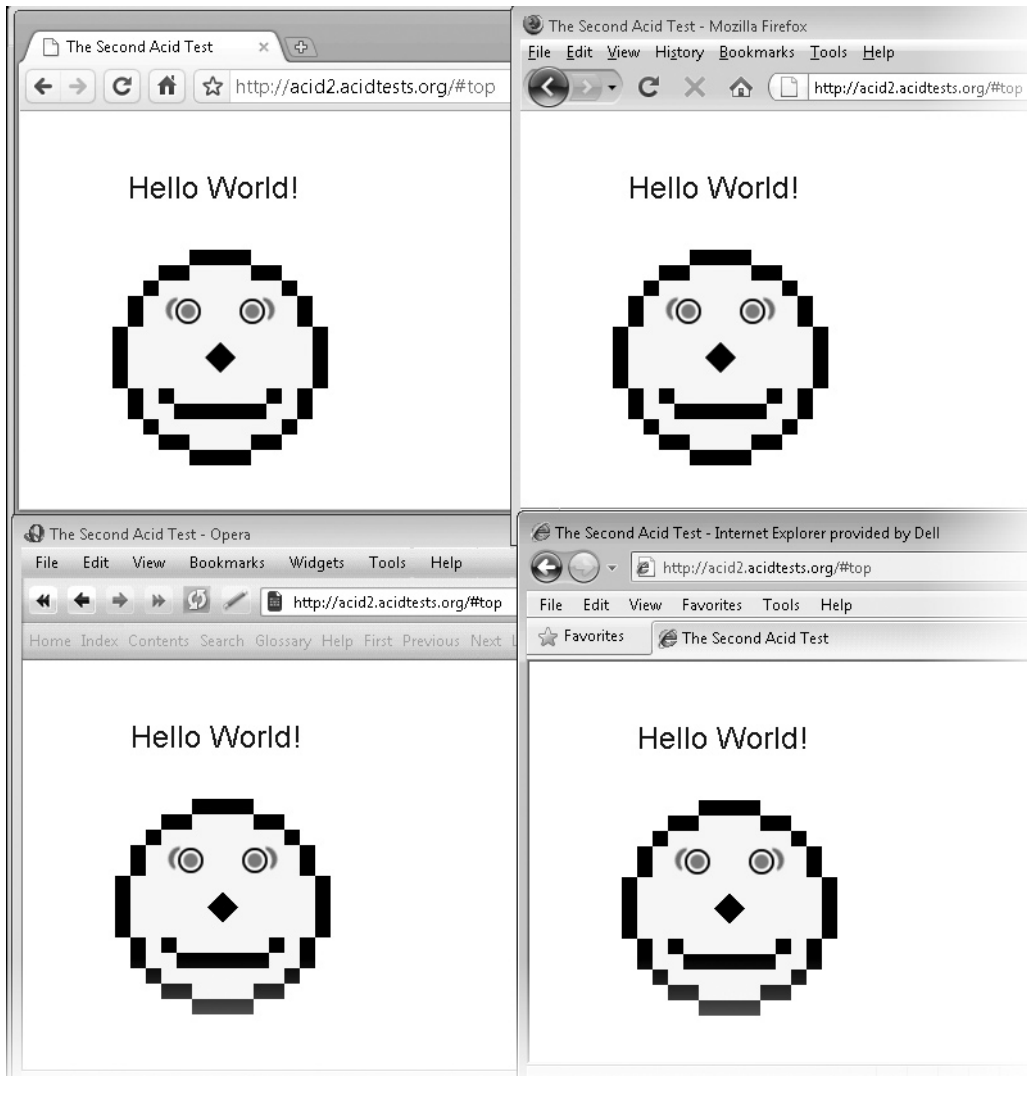 The Second Acid Test
http://acid2.acidtests.org/#top
Hello World!
The Second Acid Test - Mozilla Firefox
File Edit View History Bookmarks Tools Help
http://acid2.acidtests.org/#top
Hello World!
The Second Acid Test - Opera
File Edit View Bookmarks Widgets Tools Help
http://acid2.acidtests.org/#top
Home Index Contents Search Glossary Help First Previous Next
Hello World!
The Second Acid Test - Internet Explorer provided by Dell
http://acid2.acidtests.org/#top
File Edit View Favorites Tools Help
Favorites The Second Acid Test
Hello World!